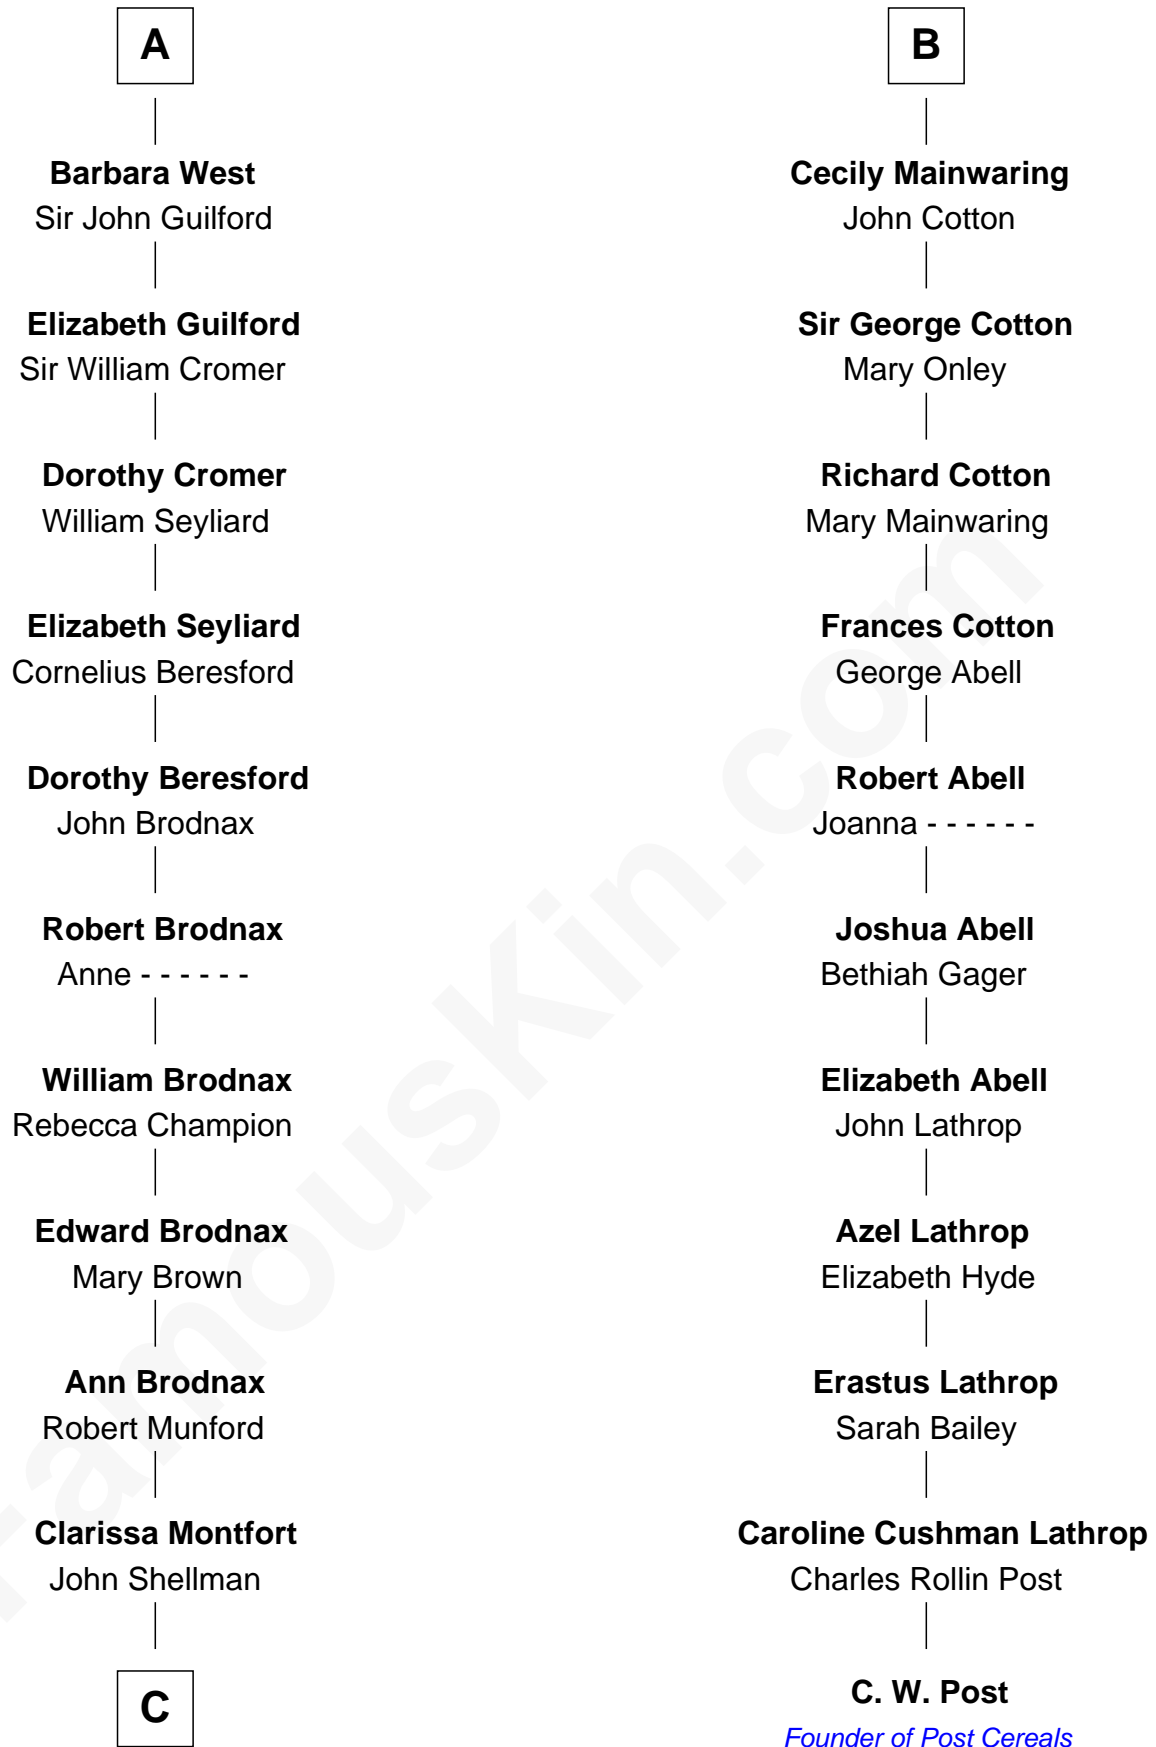 A
Barbara West
Sir John Guilford
Elizabeth Guilford
Sir William Cromer
Dorothy Cromer
William Seyliard
Elizabeth Seyliard
Cornelius Beresford
Dorothy Beresford
John Brodnax
Robert Brodnax
Anne - - - - - -
William Brodnax
Rebecca Champion
Edward Brodnax
Mary Brown
Ann Brodnax
Robert Munford
Clarissa Montfort
John Shellman
C
B
Cecily Mainwaring
John Cotton
Sir George Cotton
Mary Onley
Richard Cotton
Mary Mainwaring
Frances Cotton
George Abell
Robert Abell
Joanna - - - - - -
Joshua Abell
Bethiah Gager
Elizabeth Abell
John Lathrop
Azel Lathrop
Elizabeth Hyde
Erastus Lathrop
Sarah Bailey
Caroline Cushman Lathrop
Charles Rollin Post
C. W. Post
Founder of Post Cereals
FamousKin.com